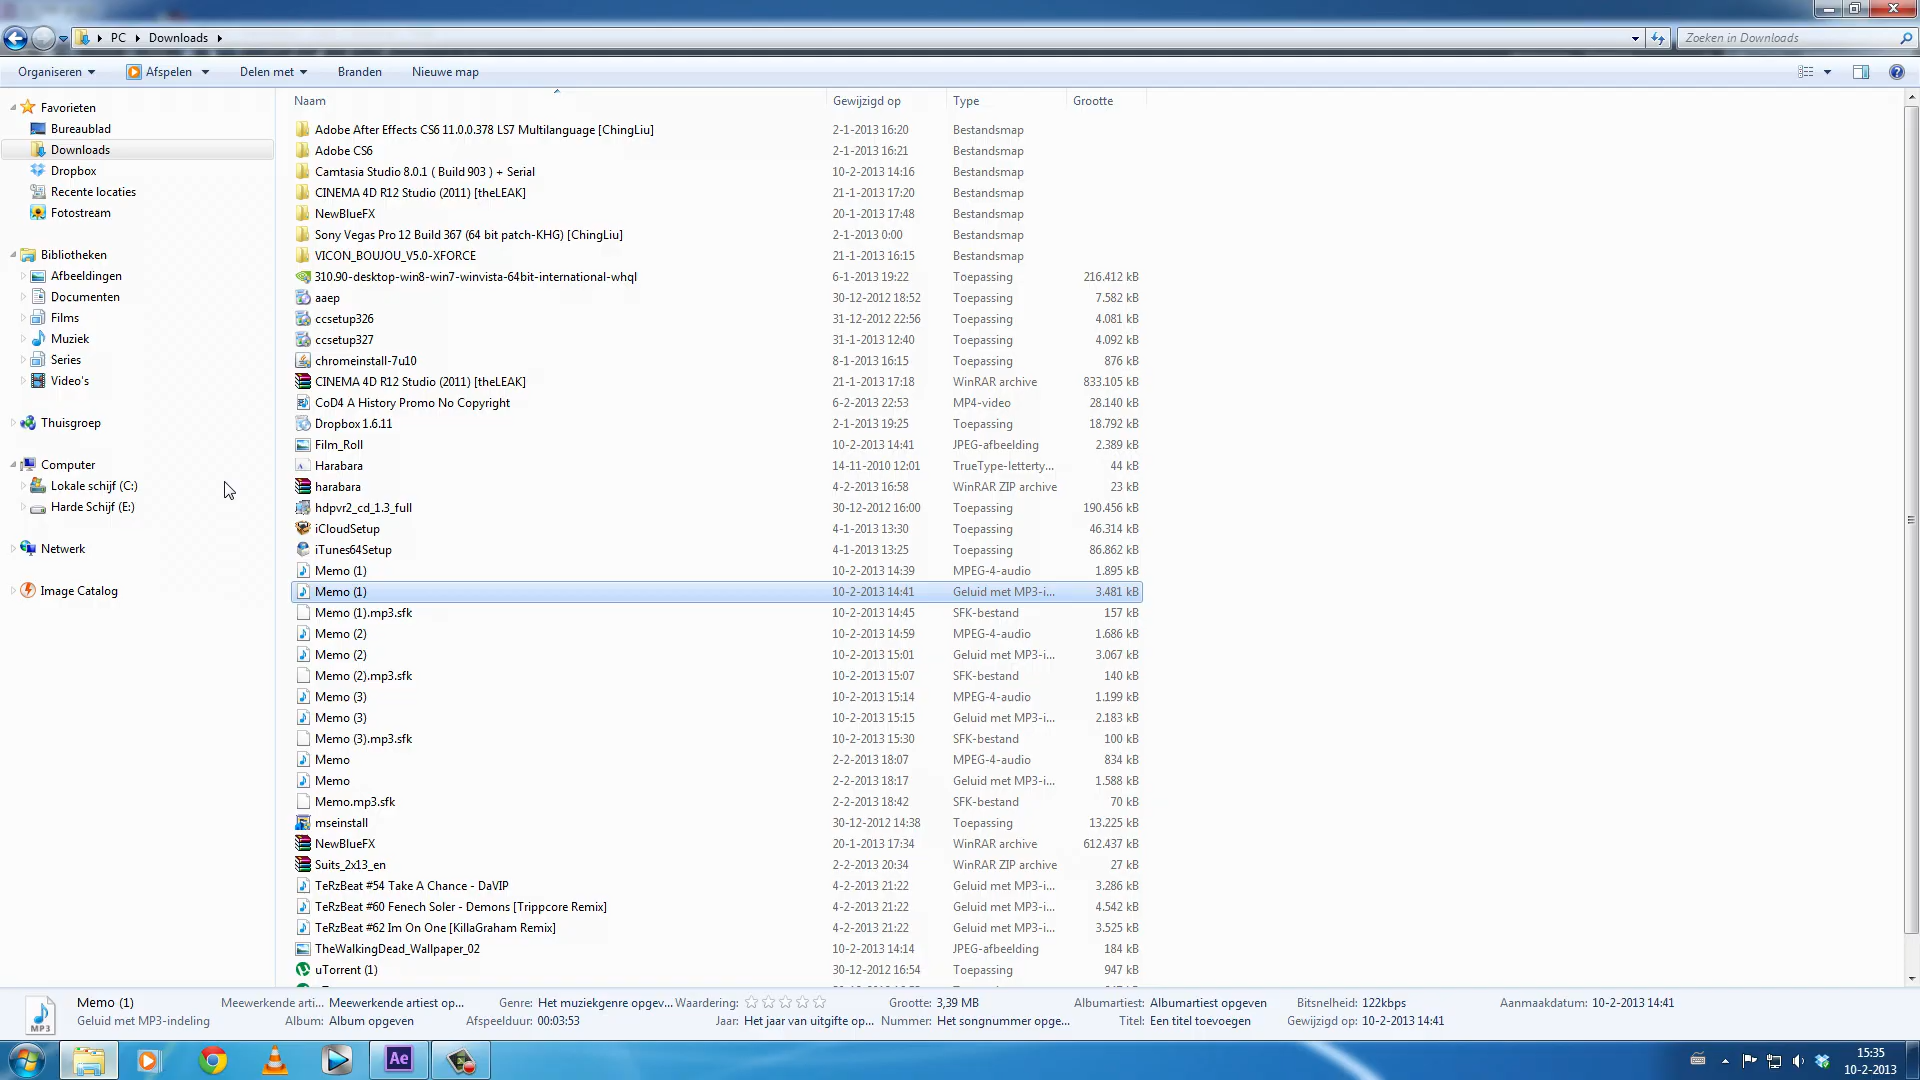 PC Downloads
Zoeken in Downloads
Organiseren Afspelen Delen met Branden Nieuwe map
Naam Gewijzigd op Type Grootte
Favorieten
Bureaublad
Downloads
Dropbox
Recente locaties
Fotostream
Bibliotheken
Afbeeldingen
Documenten
Films
Muziek
Series
Video's
Thuisgroep
Computer
Lokale schijf (C:)
Harde Schijf (E:)
Netwerk
Image Catalog
Adobe After Effects CS6 11.0.0.378 LS7 Multilanguage [ChingLiu] 2-1-2013 16:20 Bestandsmap
Adobe CS6 2-1-2013 16:21 Bestandsmap
Camtasia Studio 8.0.1 ( Build 903 ) + Serial 10-2-2013 14:16 Bestandsmap
CINEMA 4D R12 Studio (2011) [theLEAK] 21-1-2013 17:20 Bestandsmap
NewBlueFX 20-1-2013 17:48 Bestandsmap
Sony Vegas Pro 12 Build 367 (64 bit patch-KHG) [ChingLiu] 2-1-2013 0:00 Bestandsmap
VICON_BOUJOU_V5.0-XFORCE 21-1-2013 16:15 Bestandsmap
310.90-desktop-win8-win7-winvista-64bit-international-whql 6-1-2013 19:22 Toepassing 216.412 kB
aaep 30-12-2012 18:52 Toepassing 7.582 kB
ccsetup326 31-12-2012 22:56 Toepassing 4.081 kB
ccsetup327 31-1-2013 12:40 Toepassing 4.092 kB
chromeinstall-7u10 8-1-2013 16:15 Toepassing 876 kB
CINEMA 4D R12 Studio (2011) [theLEAK] 21-1-2013 17:18 WinRAR archive 833.105 kB
CoD4 A History Promo No Copyright 6-2-2013 22:53 MP4-video 28.140 kB
Dropbox 1.6.11 2-1-2013 19:25 Toepassing 18.792 kB
Film_Roll 10-2-2013 14:41 JPEG-afbeelding 2.389 kB
Harabara 14-11-2010 12:01 TrueType-letterty... 44 kB
harabara 4-2-2013 16:58 WinRAR ZIP archive 23 kB
hdpvr2_cd_1.3_full 30-12-2012 16:00 Toepassing 190.456 kB
iCloudSetup 4-1-2013 13:30 Toepassing 46.314 kB
iTunes64Setup 4-1-2013 13:25 Toepassing 86.862 kB
Memo (1) 10-2-2013 14:39 MPEG-4-audio 1.895 kB
Memo (1) 10-2-2013 14:41 Geluid met MP3-i... 3.481 kB
Memo (1).mp3.sfk 10-2-2013 14:45 SFK-bestand 157 kB
Memo (2) 10-2-2013 14:59 MPEG-4-audio 1.686 kB
Memo (2) 10-2-2013 15:01 Geluid met MP3-i... 3.067 kB
Memo (2).mp3.sfk 10-2-2013 15:07 SFK-bestand 140 kB
Memo (3) 10-2-2013 15:14 MPEG-4-audio 1.199 kB
Memo (3) 10-2-2013 15:15 Geluid met MP3-i... 2.183 kB
Memo (3).mp3.sfk 10-2-2013 15:30 SFK-bestand 100 kB
Memo 2-2-2013 18:07 MPEG-4-audio 834 kB
Memo 2-2-2013 18:17 Geluid met MP3-i... 1.588 kB
Memo.mp3.sfk 2-2-2013 18:42 SFK-bestand 70 kB
mseinstall 30-12-2012 14:38 Toepassing 13.225 kB
NewBlueFX 20-1-2013 17:34 WinRAR archive 612.437 kB
Suits_2x13_en 2-2-2013 20:34 WinRAR ZIP archive 27 kB
TeRzBeat #54 Take A Chance - DaVIP 4-2-2013 21:22 Geluid met MP3-i... 3.286 kB
TeRzBeat #60 Fenech Soler - Demons [Trippcore Remix] 4-2-2013 21:22 Geluid met MP3-i... 4.542 kB
TeRzBeat #62 Im On One [KillaGraham Remix] 4-2-2013 21:22 Geluid met MP3-i... 3.525 kB
TheWalkingDead_Wallpaper_02 10-2-2013 14:14 JPEG-afbeelding 184 kB
uTorrent (1) 30-12-2012 16:54 Toepassing 947 kB
Memo (1) Meewerkende arti... Meewerkende artiest op... Genre: Het muziekgenre opgev... Waardering: Grootte: 3,39 MB Albumartiest: Albumartiest opgeven Bitsnelheid: 122kbps Aanmaakdatum: 10-2-2013 14:41
Geluid met MP3-indeling Album: Album opgeven Afspeelduur: 00:03:53 Jaar: Het jaar van uitgifte op... Nummer: Het songnummer opge... Titel: Een titel toevoegen Gewijzigd op: 10-2-2013 14:41
MP3
Ae
15:35
10-2-2013